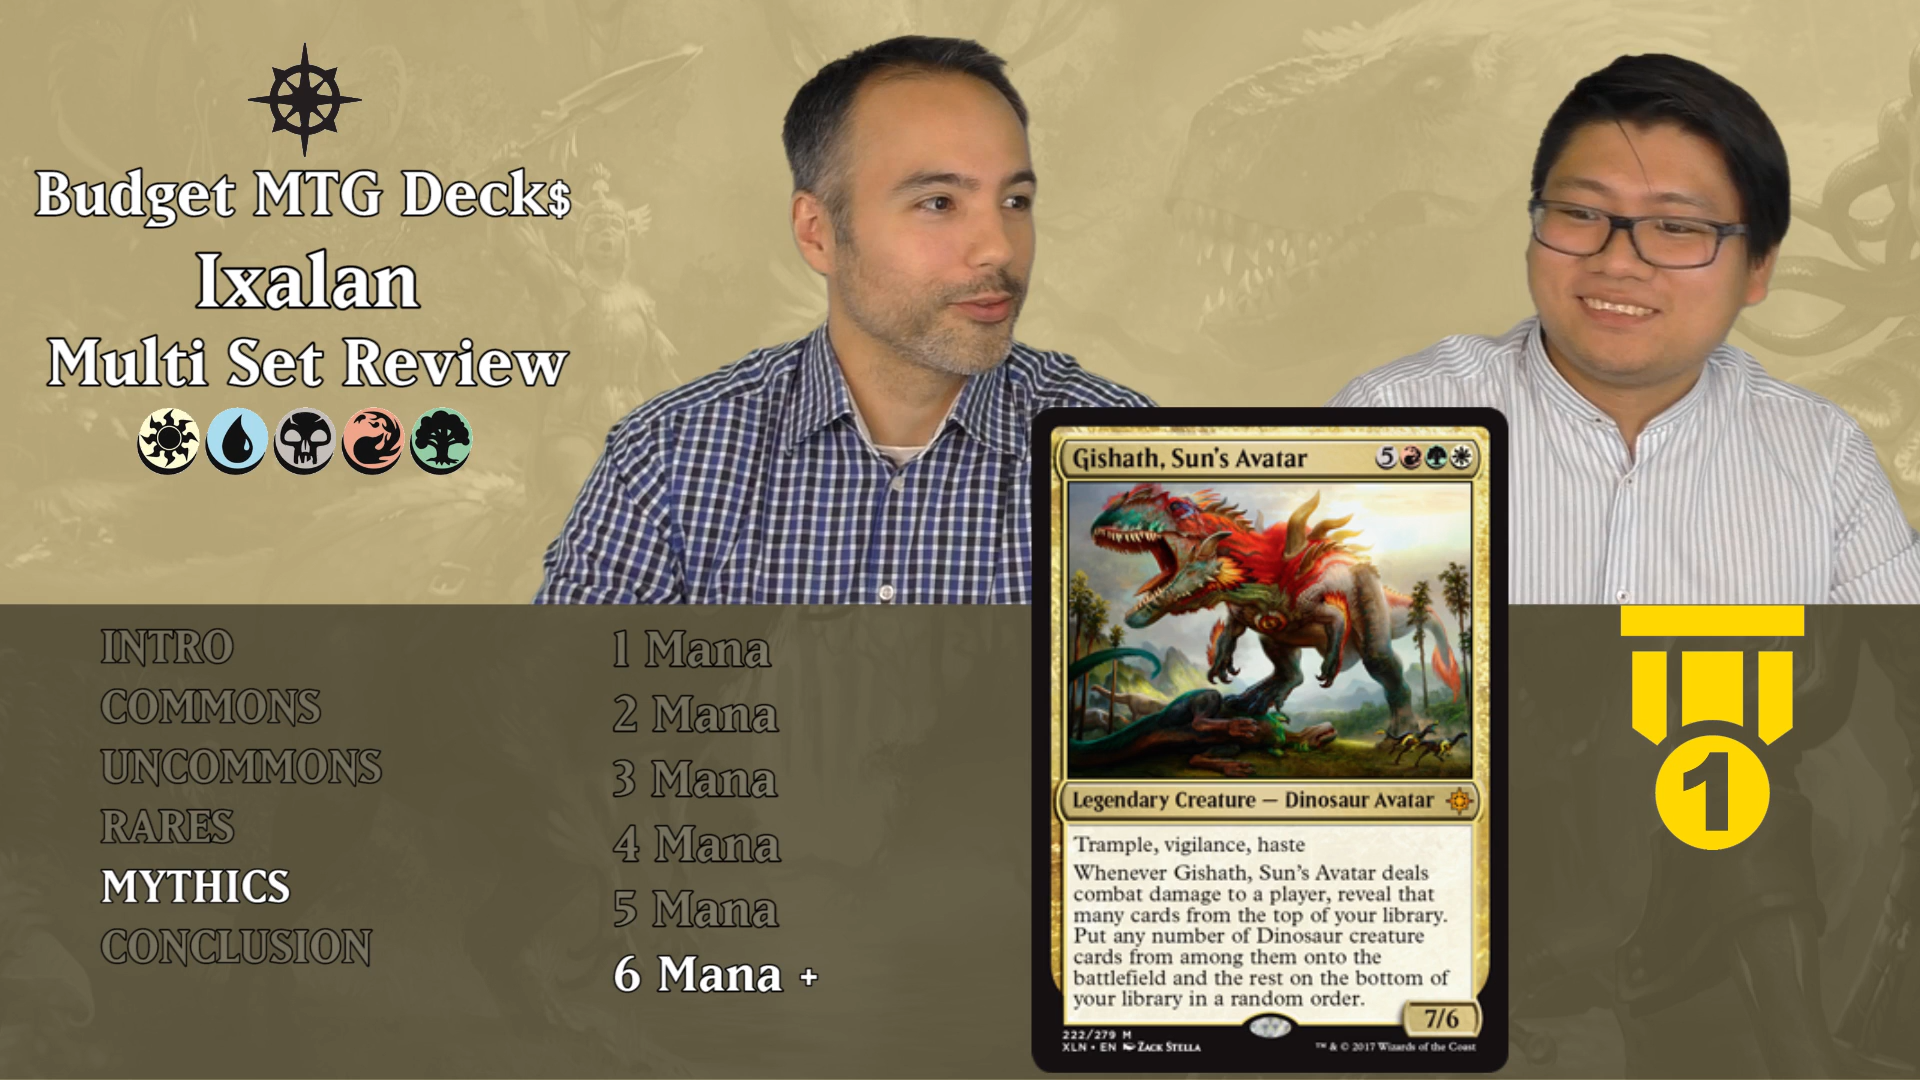 Budget MTG Deck$
Ixalan
Multi Set Review
INTRO
COMMONS
UNCOMMONS
RARES
MYTHICS
CONCLUSION
1 Mana
2 Mana
3 Mana
4 Mana
5 Mana
6 Mana +
Gishath, Sun's Avatar 5
Legendary Creature — Dinosaur Avatar
Trample, vigilance, haste
Whenever Gishath, Sun's Avatar deals
combat damage to a player, reveal that
many cards from the top of your library.
Put any number of Dinosaur creature
cards from among them onto the
battlefield and the rest on the bottom of
your library in a random order.
7/6
222/279 M
XLN • EN Zack Stella
™ & © 2017 Wizards of the Coast
1